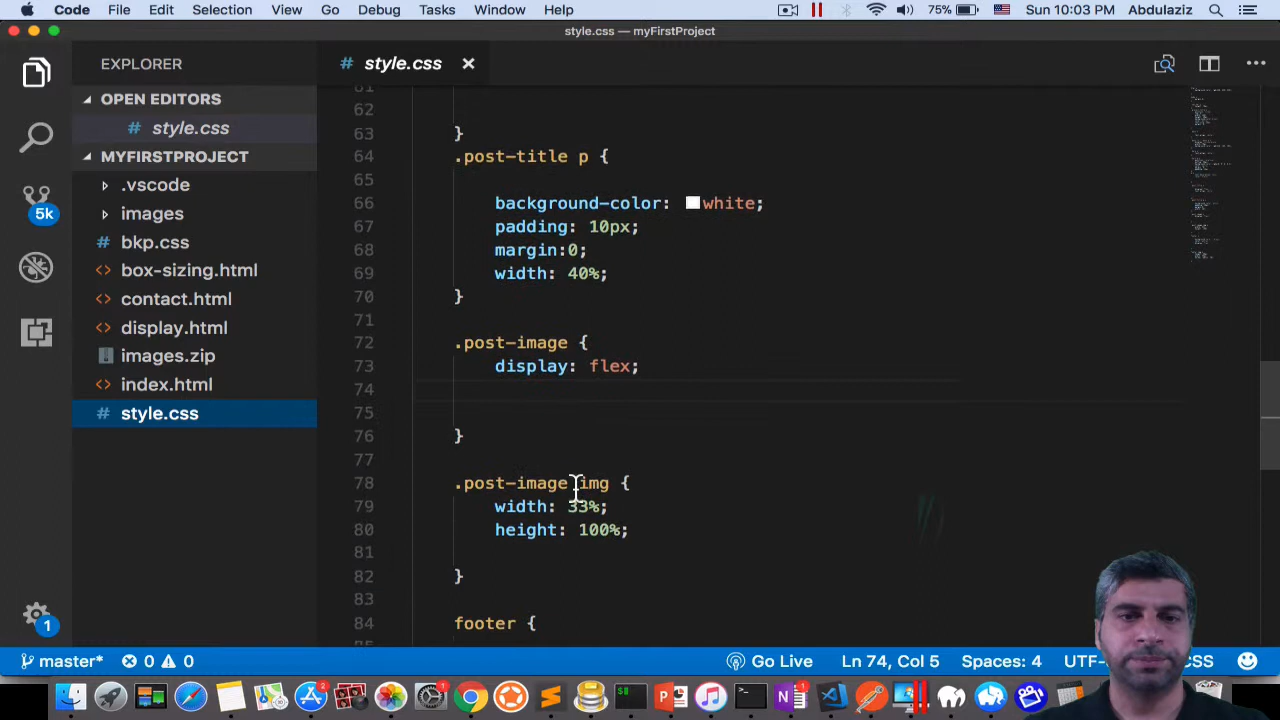 Code File Edit Selection View Go Debug Tasks Window Help 75% Sun 10:03 PM Abdulaziz
style.css — myFirstProject
EXPLORER
# style.css ×
OPEN EDITORS
# style.css
MYFIRSTPROJECT
.vscode
images
# bkp.css
<> box-sizing.html
<> contact.html
<> display.html
images.zip
<> index.html
# style.css
5k
1
62
63 }
64 .post-title p {
65
66 background-color: white;
67 padding: 10px;
68 margin:0;
69 width: 40%;
70 }
71
72 .post-image {
73 display: flex;
74
75
76 }
77
78 .post-image img {
79 width: 33%;
80 height: 100%;
81
82 }
83
84 footer {
master* 0 0 Go Live Ln 74, Col 5 Spaces: 4 UTF- CSS